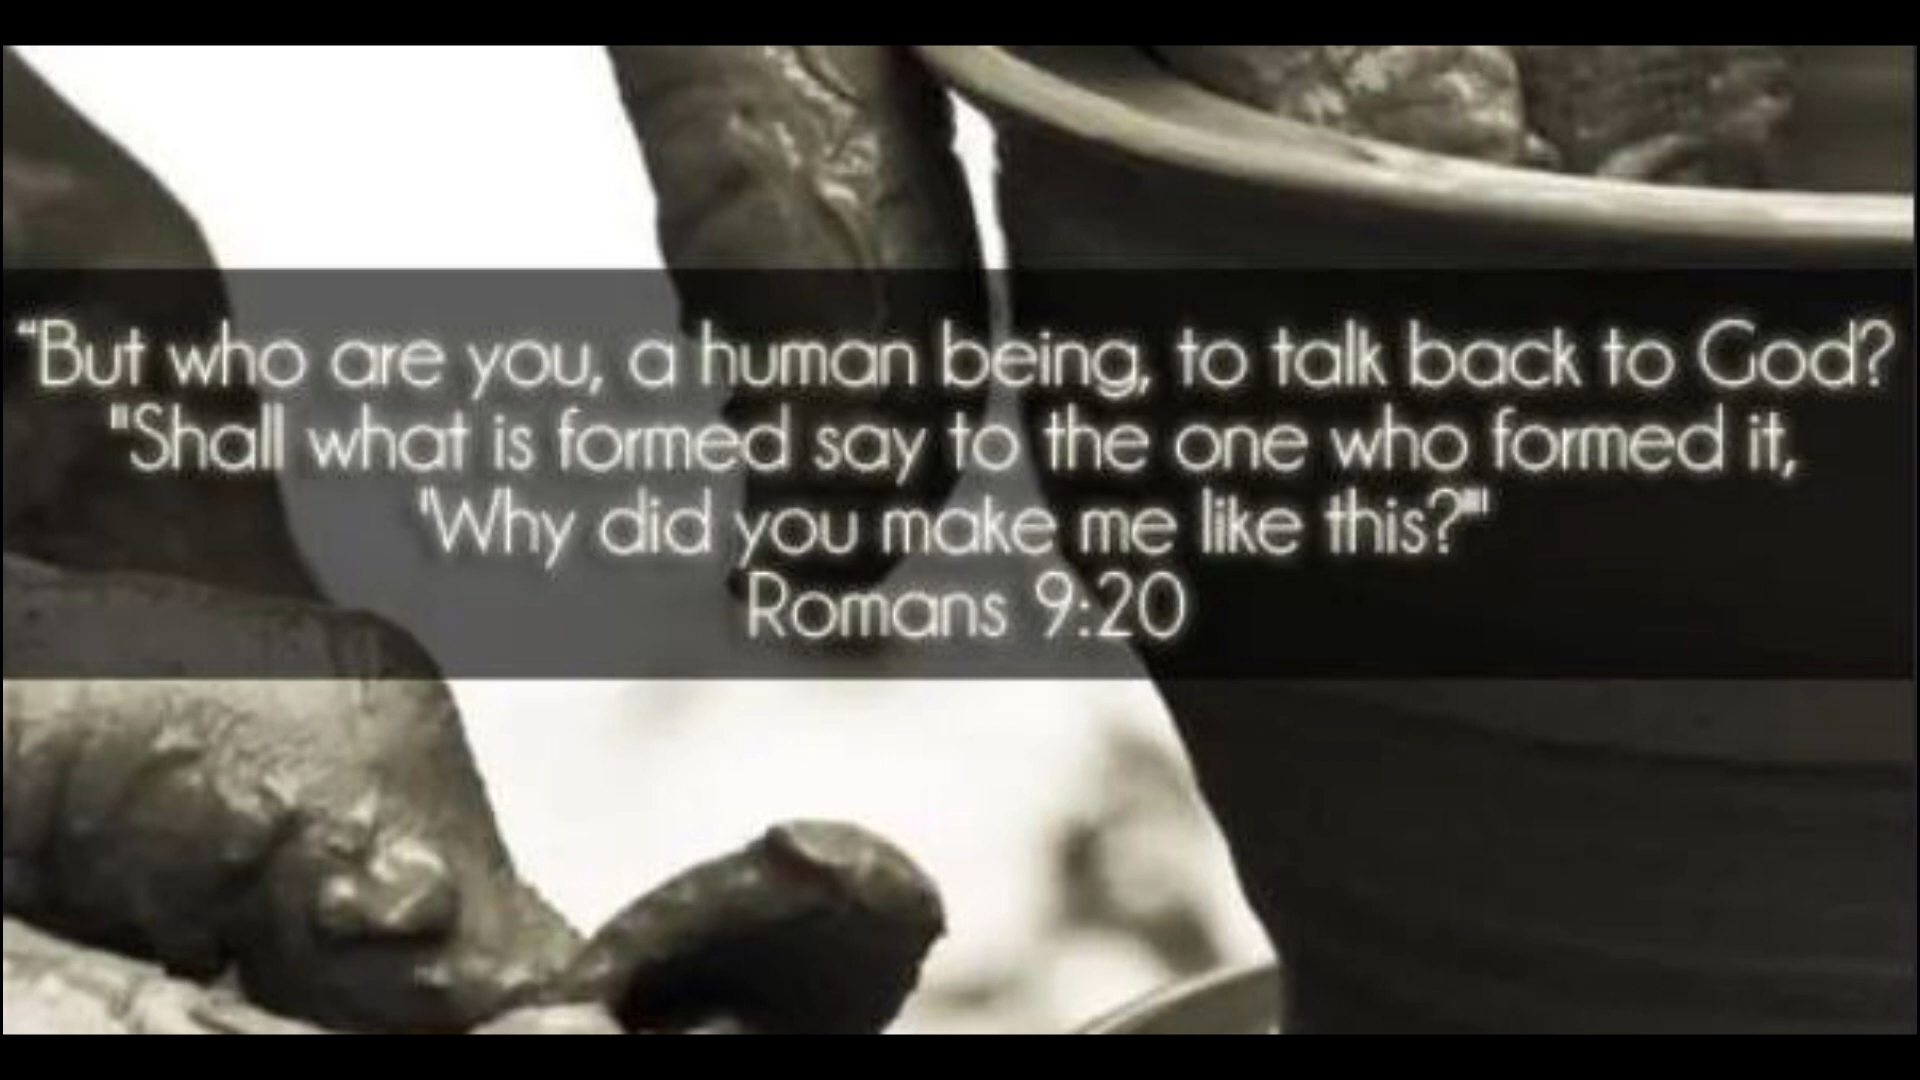 “But who are you, a human being, to talk back to God?
"Shall what is formed say to the one who formed it,
'Why did you make me like this?'"
Romans 9:20